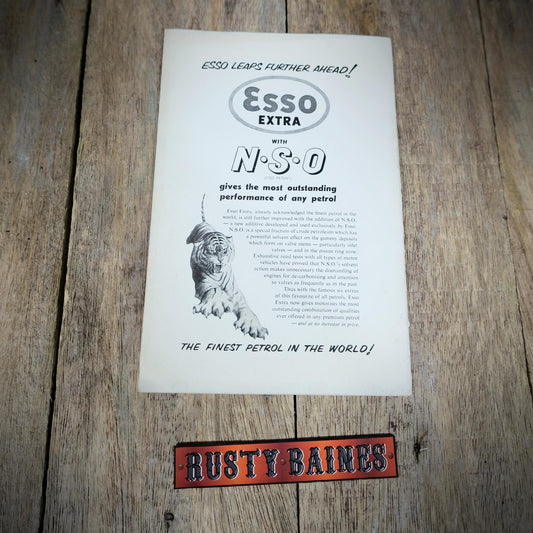 ESSO LEAPS FURTHER AHEAD!
Esso
EXTRA
WITH
N·S·O
gives the most outstanding
performance of any petrol
Esso Extra, already acknowledged the finest petrol in the
world, is still further improved with the addition of N.S.O.
— a new additive developed and used exclusively by Esso.
N.S.O. is a special fraction of crude petroleum which has
a powerful solvent effect on the gummy deposits
which form on valve stems — particularly inlet
valves — and in the piston ring zone.
Exhaustive road tests with all types of motor
vehicles have proved that N.S.O.'s solvent
action makes unnecessary the dismantling of
engines for de-carbonising and attention
to valves as frequently as in the past.
Thus with the famous six extras
of this favourite of all petrols, Esso
Extra now gives motorists the most
outstanding combination of qualities
ever offered in any premium petrol
— and at no increase in price.
THE FINEST PETROL IN THE WORLD!
RUSTY·BAINES